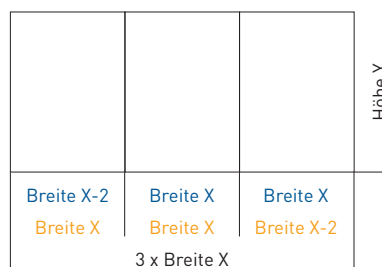 Höhe Y
Breite X-2 Breite X Breite X
Breite X Breite X Breite X-2
3 x Breite X